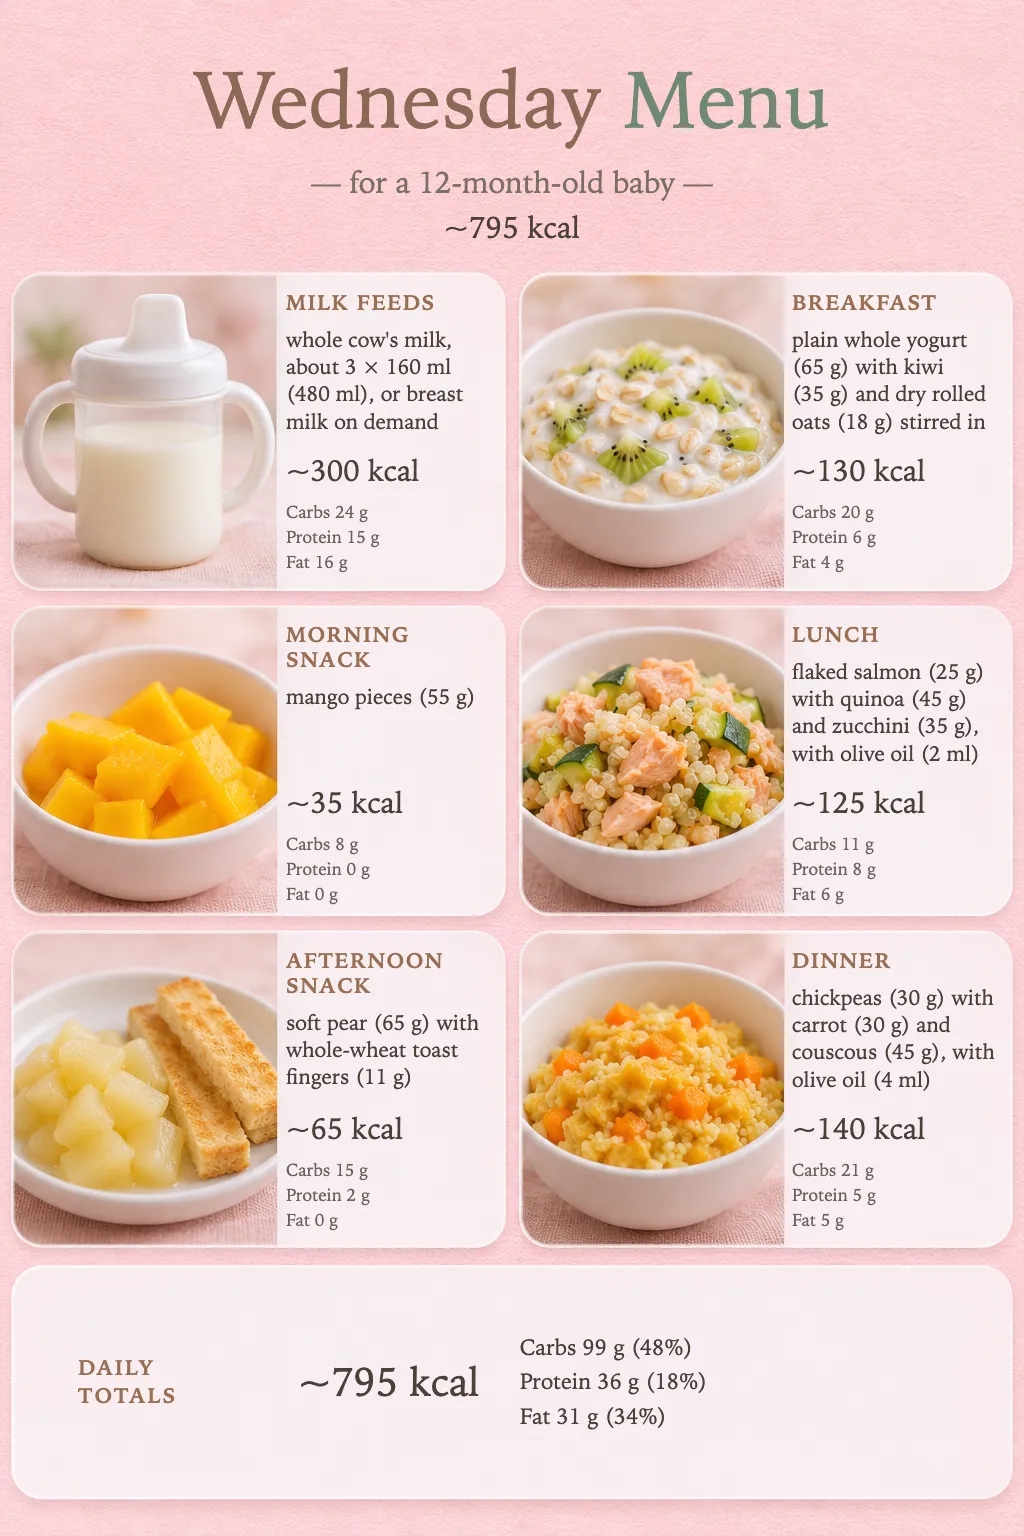 Wednesday Menu
— for a 12-month-old baby —
~795 kcal
MILK FEEDS
whole cow's milk,
about 3 × 160 ml
(480 ml), or breast
milk on demand
~300 kcal
Carbs 24 g
Protein 15 g
Fat 16 g
BREAKFAST
plain whole yogurt
(65 g) with kiwi
(35 g) and dry rolled
oats (18 g) stirred in
~130 kcal
Carbs 20 g
Protein 6 g
Fat 4 g
MORNING
SNACK
mango pieces (55 g)
~35 kcal
Carbs 8 g
Protein 0 g
Fat 0 g
LUNCH
flaked salmon (25 g)
with quinoa (45 g)
and zucchini (35 g),
with olive oil (2 ml)
~125 kcal
Carbs 11 g
Protein 8 g
Fat 6 g
AFTERNOON
SNACK
soft pear (65 g) with
whole-wheat toast
fingers (11 g)
~65 kcal
Carbs 15 g
Protein 2 g
Fat 0 g
DINNER
chickpeas (30 g) with
carrot (30 g) and
couscous (45 g), with
olive oil (4 ml)
~140 kcal
Carbs 21 g
Protein 5 g
Fat 5 g
DAILY
TOTALS
~795 kcal
Carbs 99 g (48%)
Protein 36 g (18%)
Fat 31 g (34%)